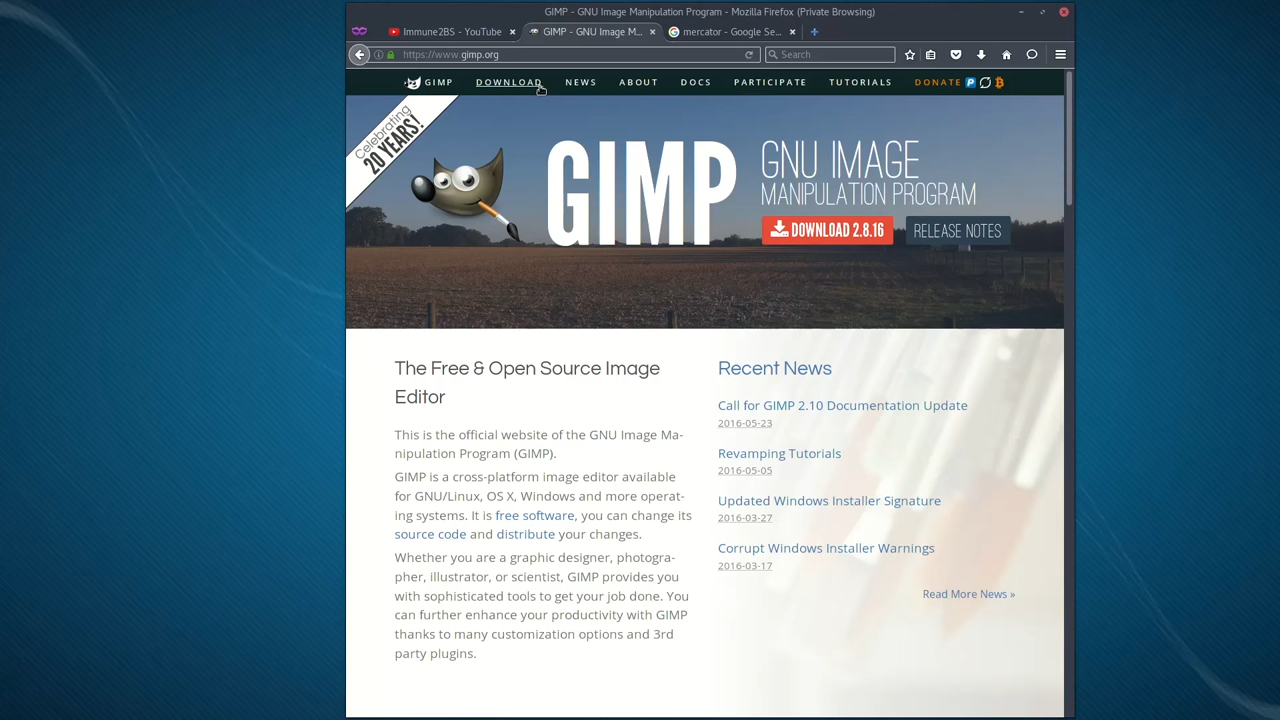 GIMP - GNU Image Manipulation Program - Mozilla Firefox (Private Browsing)
Immune2BS - YouTube
GIMP - GNU Image M...
mercator - Google Se...
https://www.gimp.org
Search
GIMP
DOWNLOAD
NEWS
ABOUT
DOCS
PARTICIPATE
TUTORIALS
DONATE
Celebrating
20 YEARS!
GIMP
GNU IMAGE
MANIPULATION PROGRAM
DOWNLOAD 2.8.16
RELEASE NOTES
The Free & Open Source Image
Editor
This is the official website of the GNU Image Ma-
nipulation Program (GIMP).
GIMP is a cross-platform image editor available
for GNU/Linux, OS X, Windows and more operat-
ing systems. It is free software, you can change its
source code and distribute your changes.
Whether you are a graphic designer, photogra-
pher, illustrator, or scientist, GIMP provides you
with sophisticated tools to get your job done. You
can further enhance your productivity with GIMP
thanks to many customization options and 3rd
party plugins.
Recent News
Call for GIMP 2.10 Documentation Update
2016-05-23
Revamping Tutorials
2016-05-05
Updated Windows Installer Signature
2016-03-27
Corrupt Windows Installer Warnings
2016-03-17
Read More News »